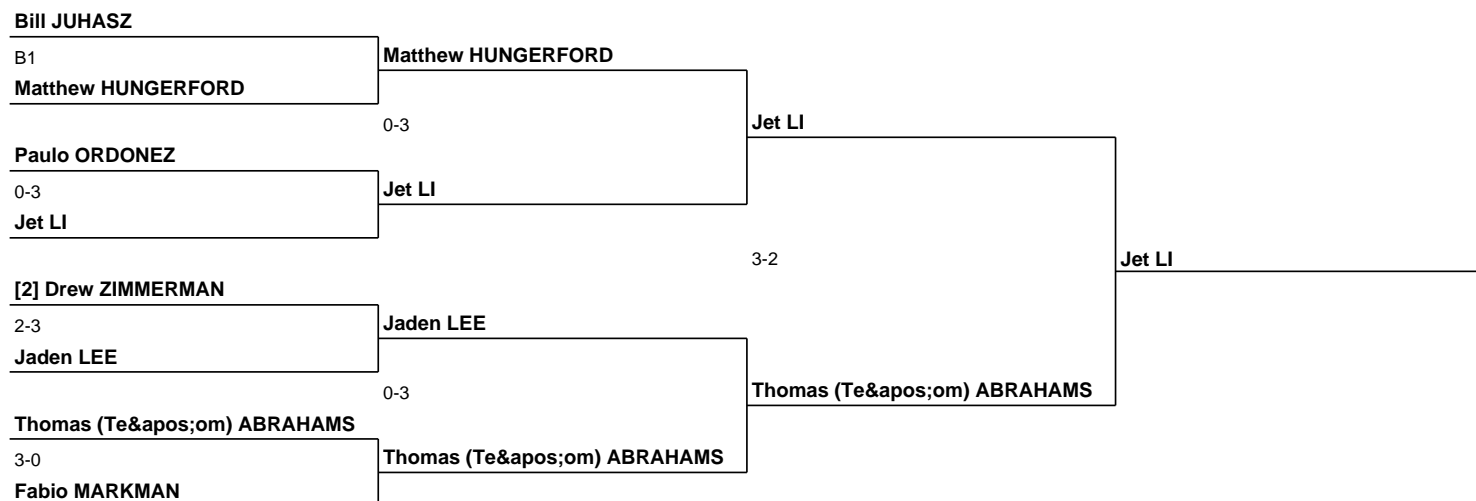 Bill JUHASZ
B1
Matthew HUNGERFORD
Matthew HUNGERFORD
0-3
Jet LI
Paulo ORDONEZ
0-3
Jet LI
Jet LI
3-2
Jet LI
[2] Drew ZIMMERMAN
2-3
Jaden LEE
Jaden LEE
0-3
Thomas (Te&apos;om) ABRAHAMS
Thomas (Te&apos;om) ABRAHAMS
3-0
Thomas (Te&apos;om) ABRAHAMS
Fabio MARKMAN